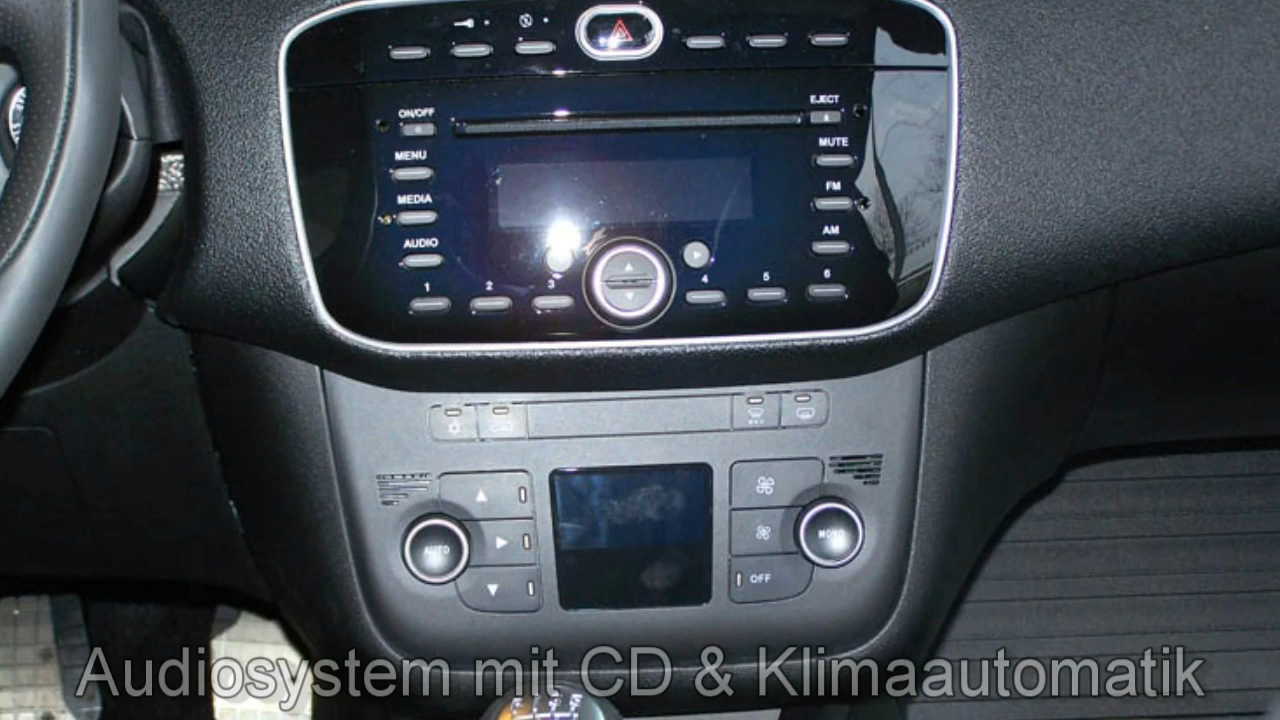 EJECT
ON/OFF
MENU
MUTE
MEDIA
FM
AUDIO
AM
1 2 3 4 5 6
AUTO
MONO
OFF
Audiosystem mit CD & Klimaautomatik